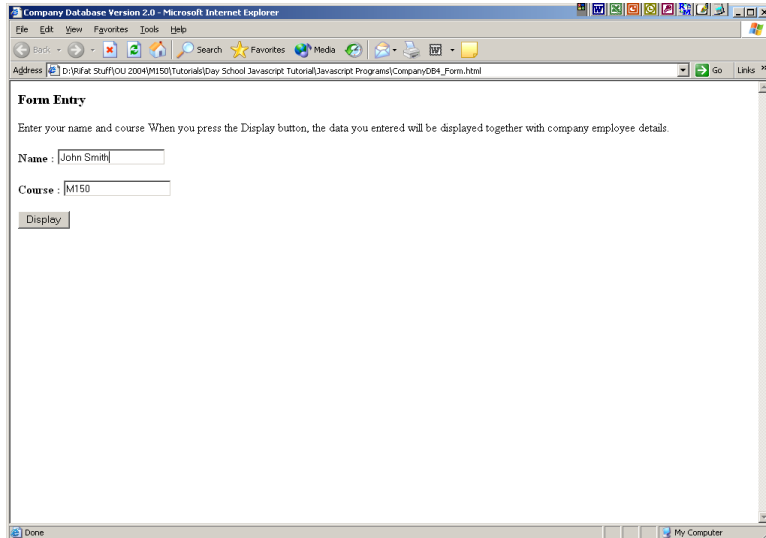 Company Database Version 2.0 - Microsoft Internet Explorer
File Edit View Favorites Tools Help
Back Search Favorites Media
Address D:\Rifat Stuff\OU 2004\M150\Tutorials\Day School Javascript Tutorial\Javascript Programs\CompanyDB4_Form.html Go Links »
Form Entry
Enter your name and course When you press the Display button, the data you entered will be displayed together with company employee details.
Name : John Smith
Course : M150
Display
Done My Computer